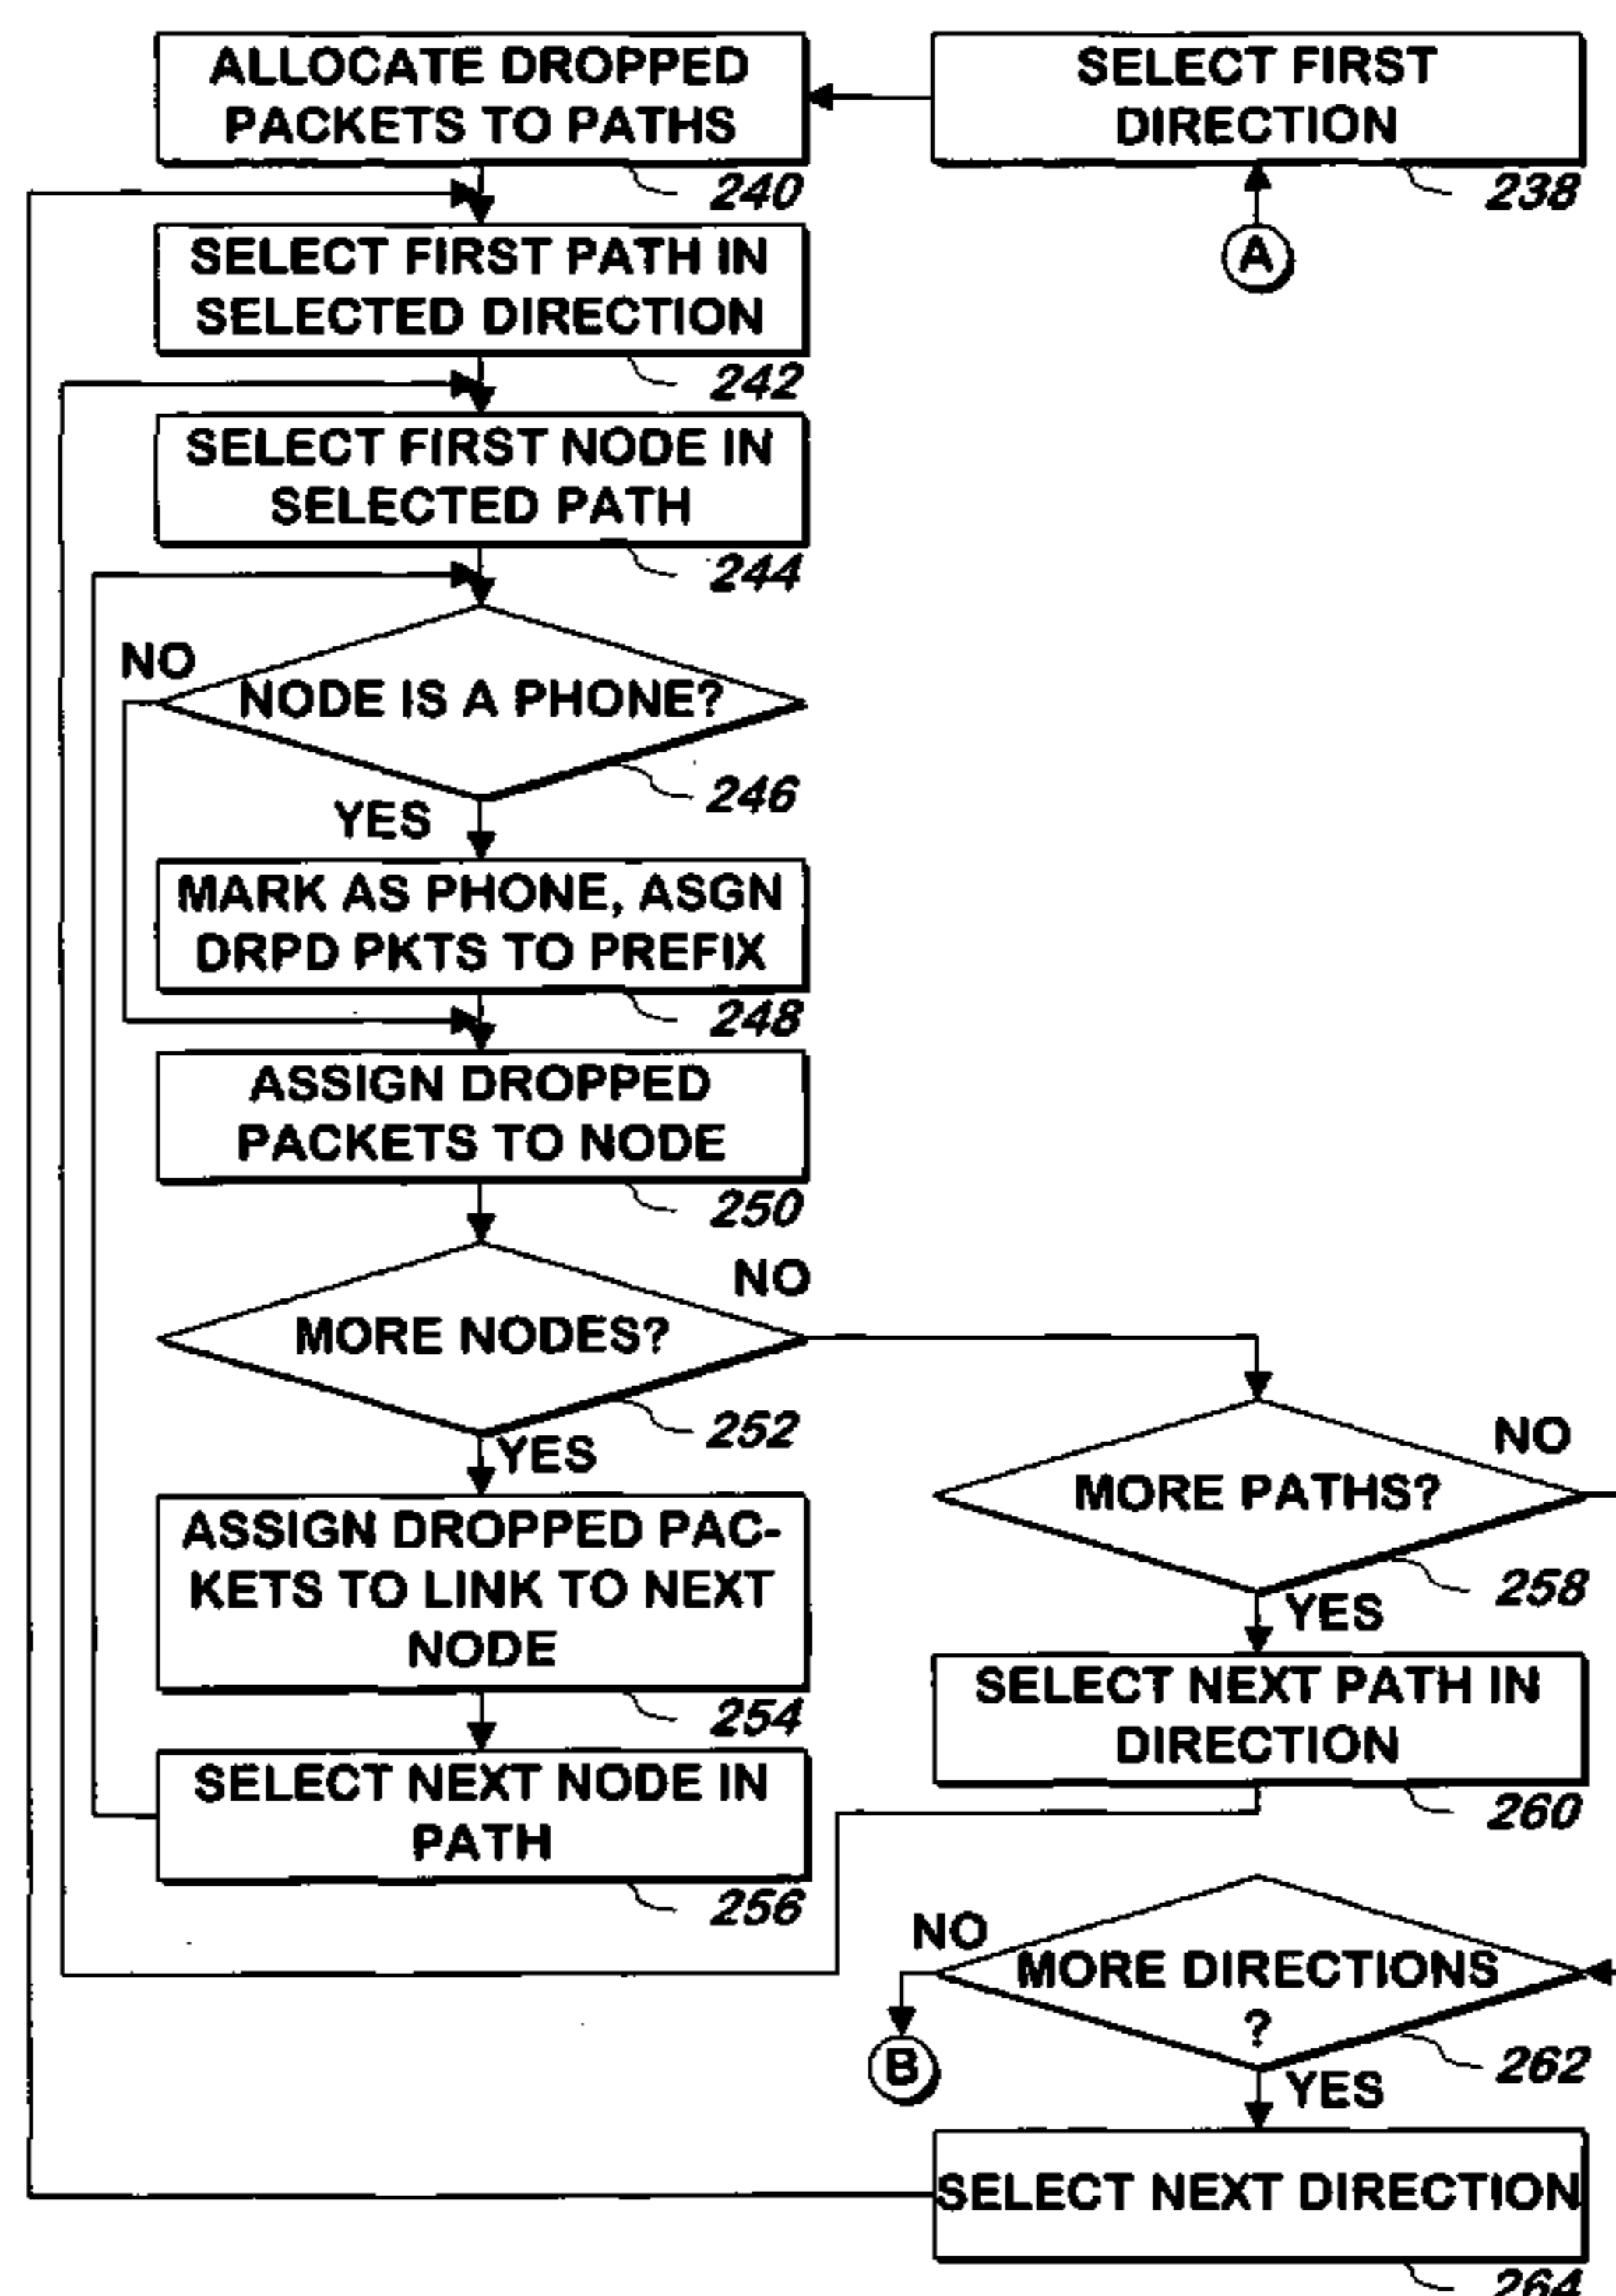 ALLOCATE DROPPED
PACKETS TO PATHS
240
SELECT FIRST
DIRECTION
238
A
SELECT FIRST PATH IN
SELECTED DIRECTION
242
SELECT FIRST NODE IN
SELECTED PATH
244
NO
NODE IS A PHONE?
246
YES
MARK AS PHONE, ASGN
DRPD PKTS TO PREFIX
248
ASSIGN DROPPED
PACKETS TO NODE
250
NO
MORE NODES?
252
YES
ASSIGN DROPPED PAC-
KETS TO LINK TO NEXT
NODE
254
SELECT NEXT NODE IN
PATH
256
NO
MORE PATHS?
258
YES
SELECT NEXT PATH IN
DIRECTION
260
NO
MORE DIRECTIONS
?
262
B
YES
SELECT NEXT DIRECTION
264